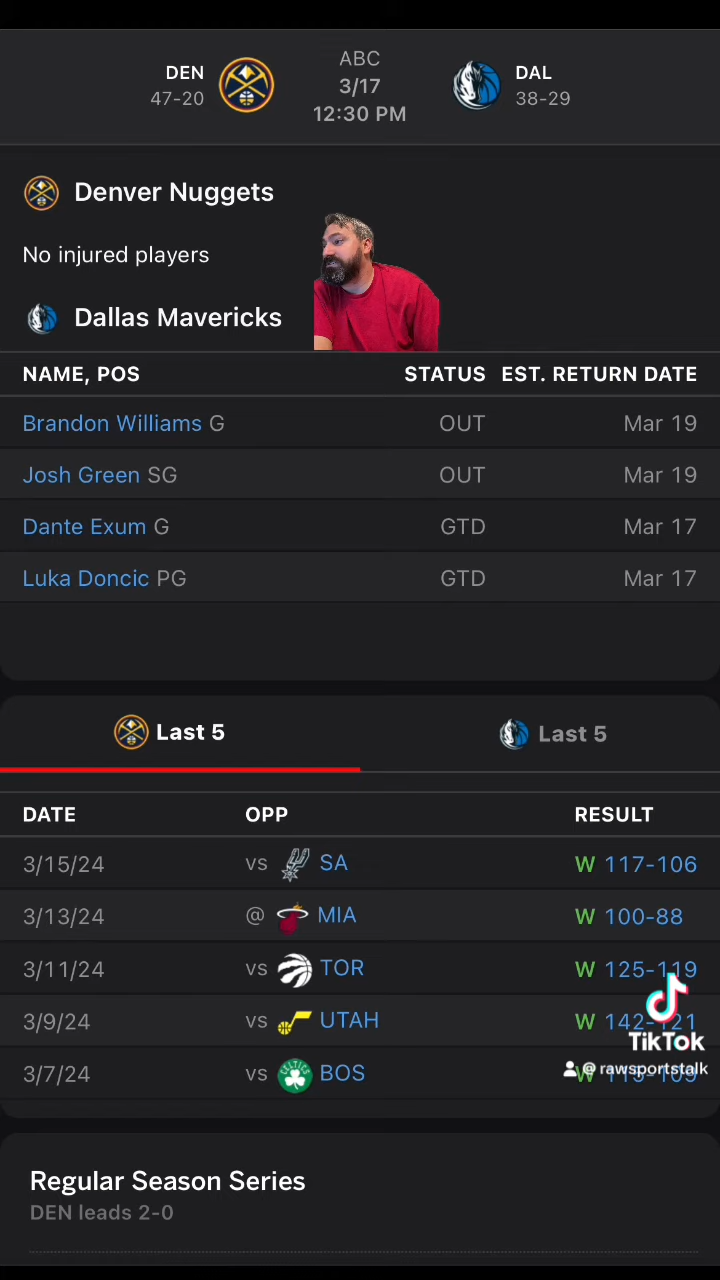 DEN
47-20
ABC
3/17
12:30 PM
DAL
38-29
Denver Nuggets
No injured players
Dallas Mavericks
NAME, POS STATUS EST. RETURN DATE
Brandon Williams G OUT Mar 19
Josh Green SG OUT Mar 19
Dante Exum G GTD Mar 17
Luka Doncic PG GTD Mar 17
Last 5 Last 5
DATE OPP RESULT
3/15/24 vs SA W 117-106
3/13/24 @ MIA W 100-88
3/11/24 vs TOR W 125-119
3/9/24 vs UTAH W 142-121
TikTok
3/7/24 vs BOS W 115-109
@rawsportstalk
Regular Season Series
DEN leads 2-0